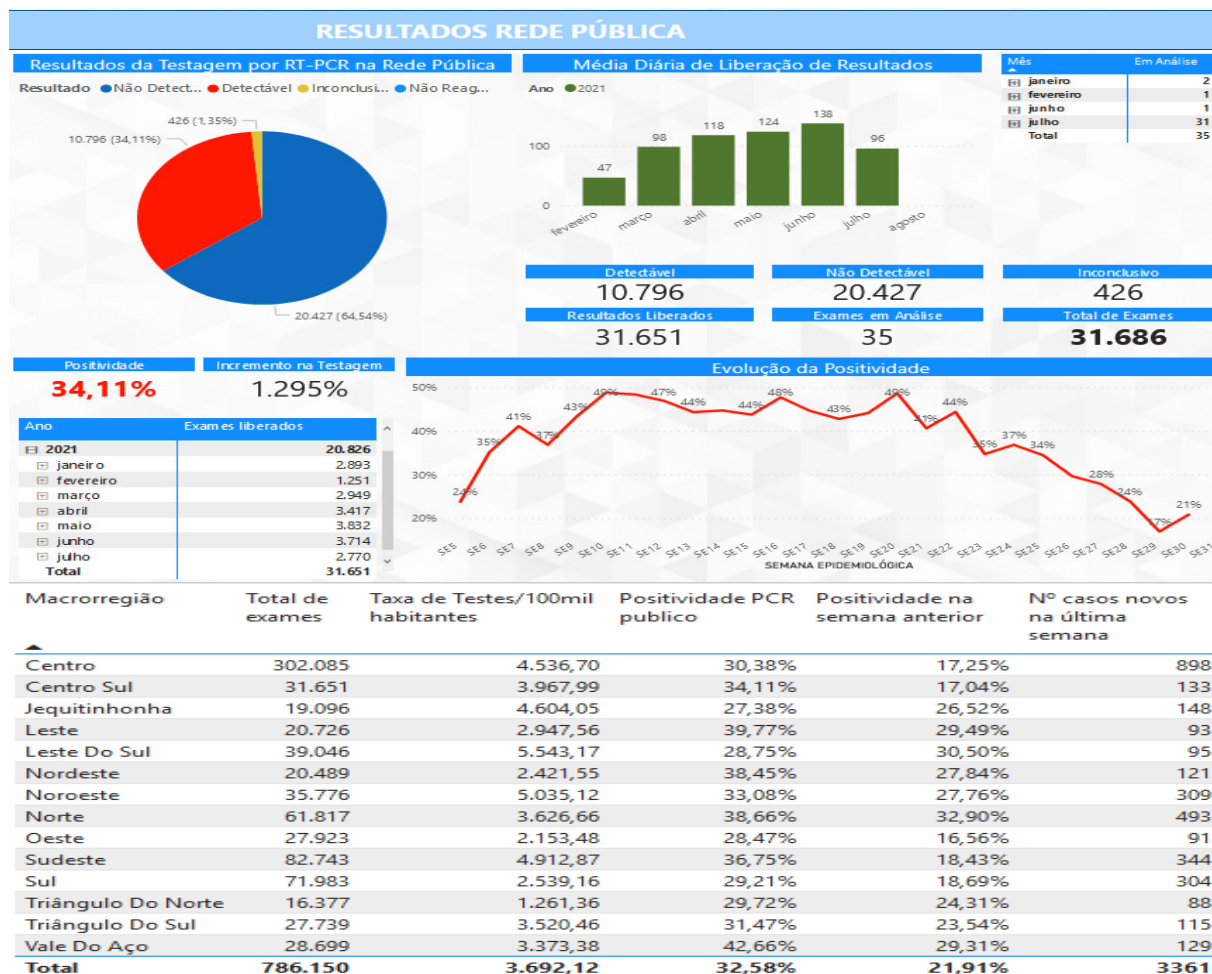 RESULTADOS REDE PÚBLICA
Resultados da Testagem por RT-PCR na Rede Pública
Resultado Não Detect... Detectável Inconclusi... Não Reag...
426 (1,35%)
10.796 (34,11%)
20.427 (64,54%)
Média Diária de Liberação de Resultados
Ano 2021
100
0
47
98
118
124
138
96
fevereiro março abril maio junho julho agosto
Mês Em Análise
janeiro 2
fevereiro 1
junho 1
julho 31
Total 35
Detectável Não Detectável Inconclusivo
10.796 20.427 426
Resultados Liberados Exames em Análise Total de Exames
31.651 35 31.686
Positividade Incremento na Testagem
34,11% 1.295%
Ano Exames liberados
2021 20.826
janeiro 2.893
fevereiro 1.251
março 2.949
abril 3.417
maio 3.832
junho 3.714
julho 2.770
Total 31.651
Evolução da Positividade
50%
40%
30%
20%
24% 35% 41% 37% 43% 49% 47% 44% 44% 48% 43% 49% 41% 44% 35% 37% 34% 28% 24% 17% 21%
SE5 SE6 SE7 SE8 SE9 SE10 SE11 SE12 SE13 SE14 SE15 SE16 SE17 SE18 SE19 SE20 SE21 SE22 SE23 SE24 SE25 SE26 SE27 SE28 SE29 SE30 SE31
SEMANA EPIDEMIOLÓGICA
Macrorregião Total de exames Taxa de Testes/100mil habitantes Positividade PCR publico Positividade na semana anterior Nº casos novos na última semana
Centro 302.085 4.536,70 30,38% 17,25% 898
Centro Sul 31.651 3.967,99 34,11% 17,04% 133
Jequitinhonha 19.096 4.604,05 27,38% 26,52% 148
Leste 20.726 2.947,56 39,77% 29,49% 93
Leste Do Sul 39.046 5.543,17 28,75% 30,50% 95
Nordeste 20.489 2.421,55 38,45% 27,84% 121
Noroeste 35.776 5.035,12 33,08% 27,76% 309
Norte 61.817 3.626,66 38,66% 32,90% 493
Oeste 27.923 2.153,48 28,47% 16,56% 91
Sudeste 82.743 4.912,87 36,75% 18,43% 344
Sul 71.983 2.539,16 29,21% 18,69% 304
Triângulo Do Norte 16.377 1.261,36 29,72% 24,31% 88
Triângulo Do Sul 27.739 3.520,46 31,47% 23,54% 115
Vale Do Aço 28.699 3.373,38 42,66% 29,31% 129
Total 786.150 3.692,12 32,58% 21,91% 3361